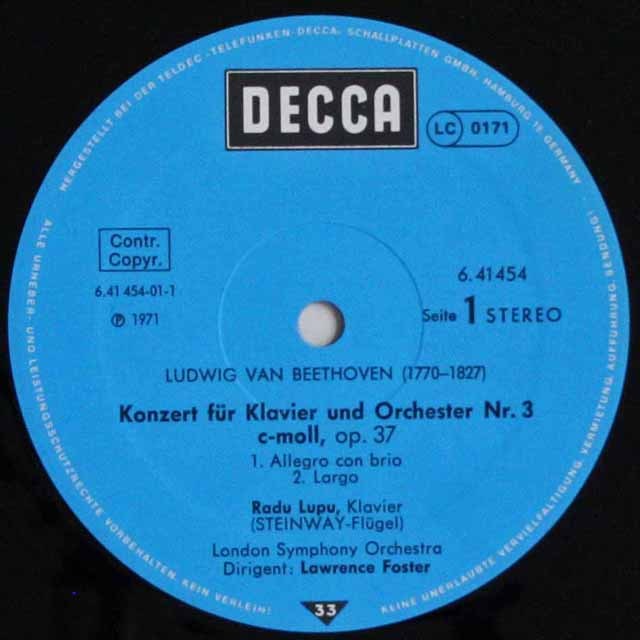 HERGESTELLT BEI DER TELDEC ·TELEFUNKEN-DECCA· SCHALLPLATTEN GMBH, HAMBURG 19, GERMANY
DECCA
LC 0171
Contr.
Copyr.
6.41 454-01-1
℗ 1971
6.41454
Seite 1 STEREO
LUDWIG VAN BEETHOVEN (1770–1827)
Konzert für Klavier und Orchester Nr. 3
c-moll, op. 37
1. Allegro con brio
2. Largo
Radu Lupu, Klavier
(STEINWAY-Flügel)
London Symphony Orchestra
Dirigent: Lawrence Foster
33
ALLE URHEBER- UND LEISTUNGSSCHUTZRECHTE VORBEHALTEN. KEIN VERLEIH!
KEINE UNERLAUBTE VERVIELFÄLTIGUNG, VERMIETUNG, AUFFÜHRUNG, SENDUNG!